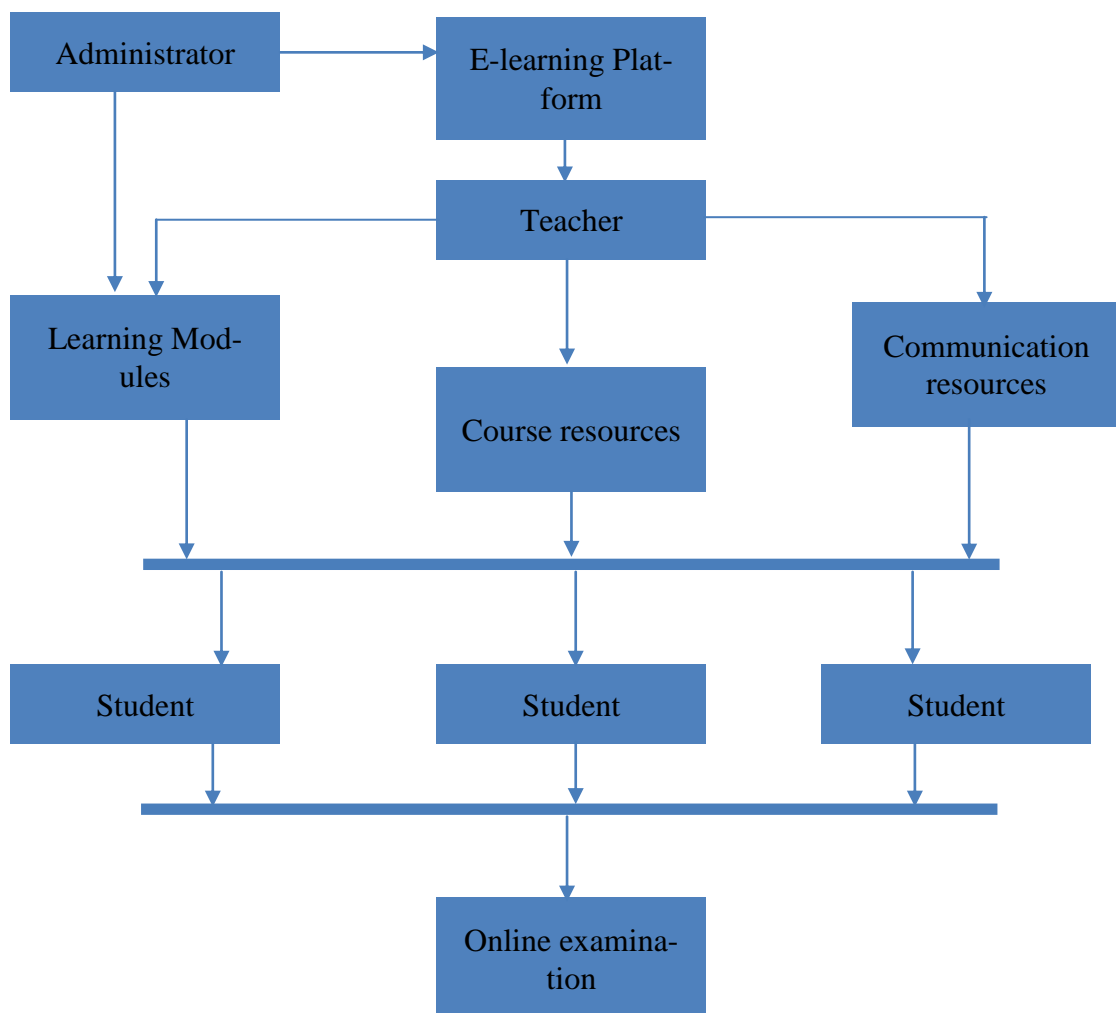 Administrator
E-learning Plat-
form
Teacher
Learning Mod-
ules
Course resources
Communication
resources
Student
Student
Student
Online examina-
tion